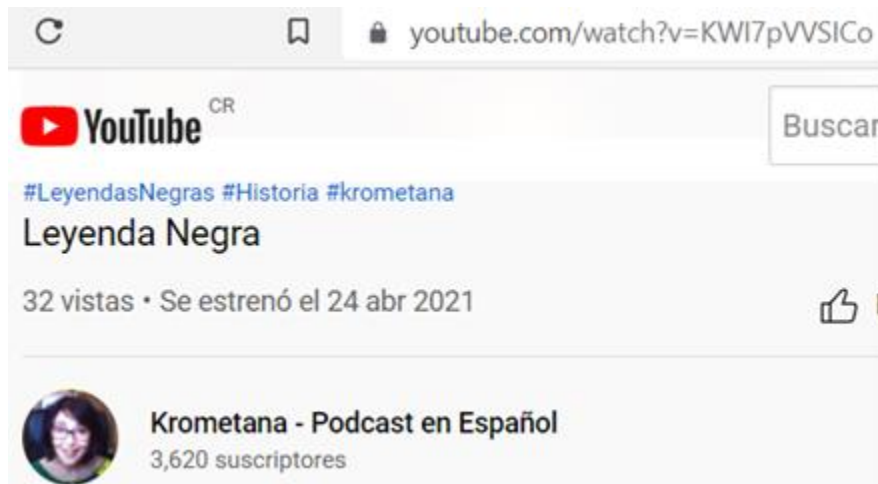 youtube.com/watch?v=KWI7pVVSICo
YouTube CR
Buscar
#LeyendasNegras #Historia #krometana
Leyenda Negra
32 vistas • Se estrenó el 24 abr 2021
Krometana - Podcast en Español
3,620 suscriptores